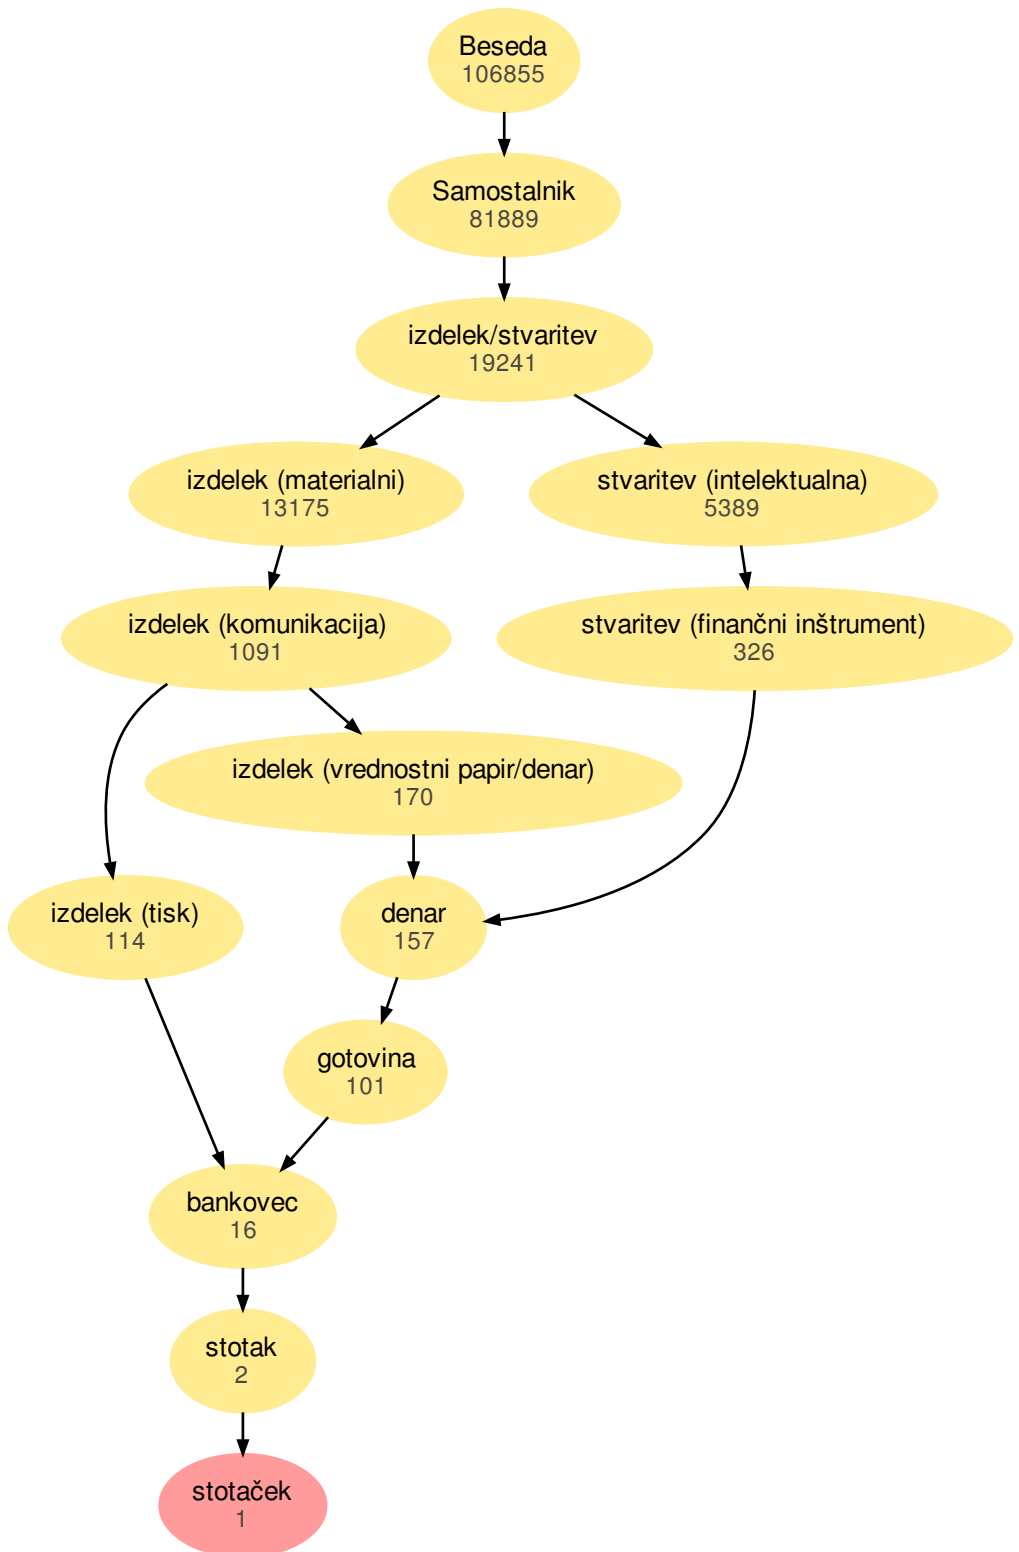 Beseda
106855
Samostalnik
81889
izdelek/stvaritev
19241
izdelek (materialni)
13175
stvaritev (intelektualna)
5389
izdelek (komunikacija)
1091
stvaritev (finančni inštrument)
326
izdelek (vrednostni papir/denar)
170
izdelek (tisk)
114
denar
157
gotovina
101
bankovec
16
stotak
2
stotaček
1